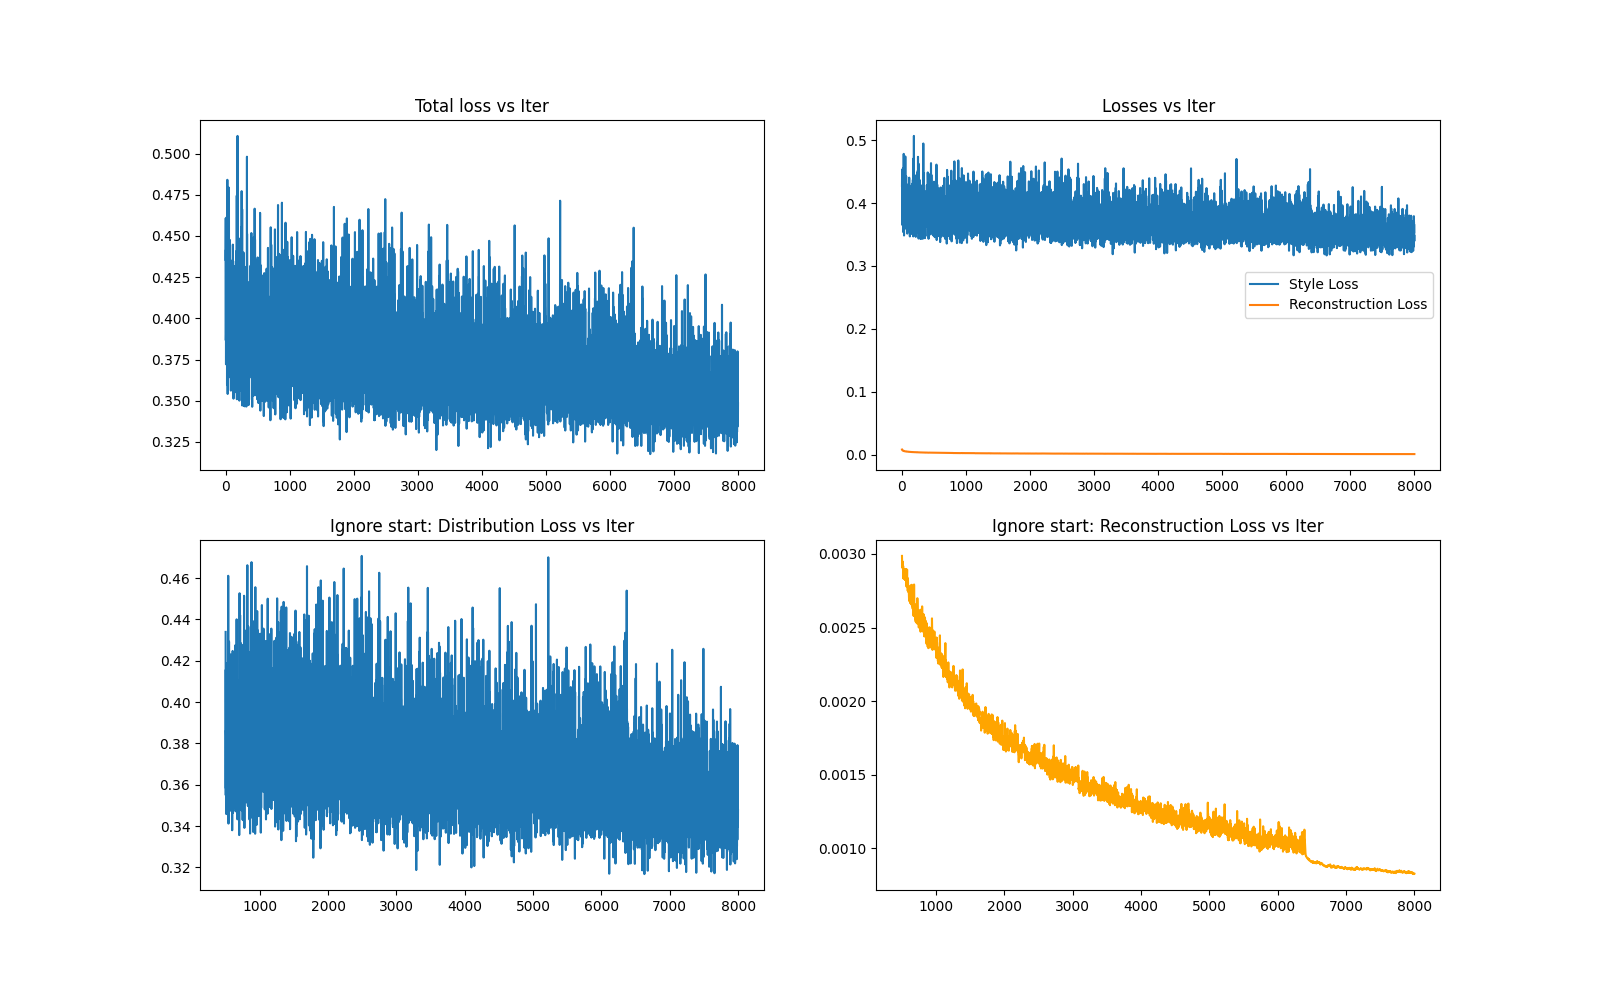 Total loss vs Iter
0.500
0.475
0.450
0.425
0.400
0.375
0.350
0.325
0 1000 2000 3000 4000 5000 6000 7000 8000
Losses vs Iter
0.5
0.4
0.3
0.2
0.1
0.0
Style Loss
Reconstruction Loss
0 1000 2000 3000 4000 5000 6000 7000 8000
Ignore start: Distribution Loss vs Iter
0.46
0.44
0.42
0.40
0.38
0.36
0.34
0.32
1000 2000 3000 4000 5000 6000 7000 8000
Ignore start: Reconstruction Loss vs Iter
0.0030
0.0025
0.0020
0.0015
0.0010
1000 2000 3000 4000 5000 6000 7000 8000